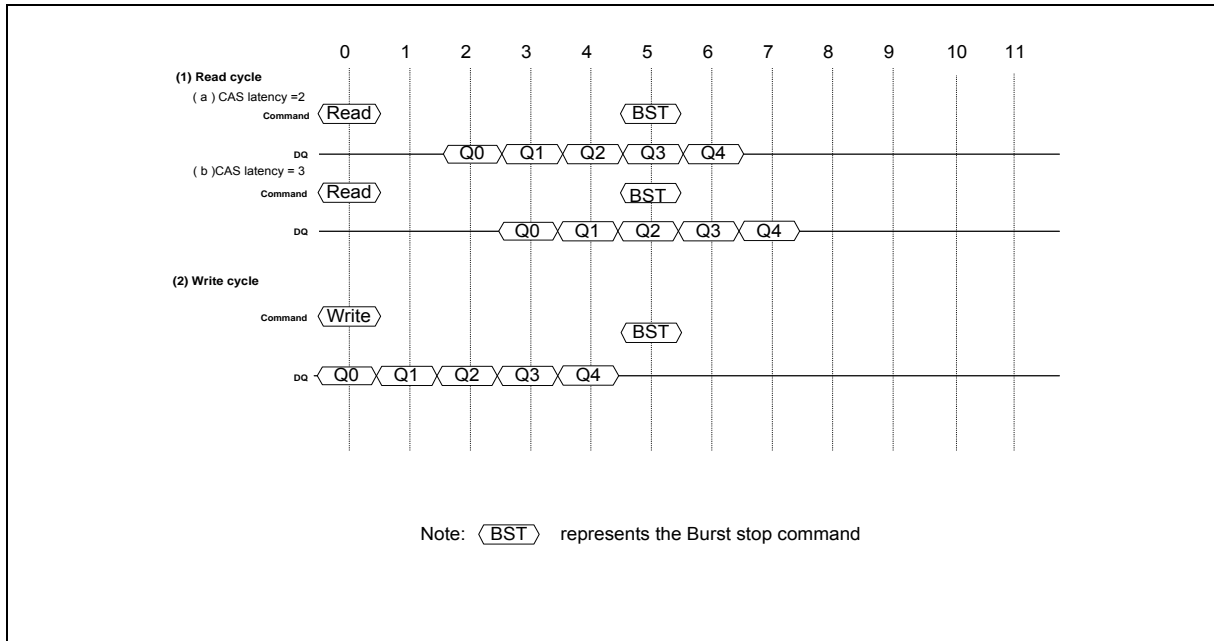 0 1 2 3 4 5 6 7 8 9 10 11
(1) Read cycle
( a ) CAS latency =2
Command Read BST
DQ Q0 Q1 Q2 Q3 Q4
( b )CAS latency = 3
Command Read BST
DQ Q0 Q1 Q2 Q3 Q4
(2) Write cycle
Command Write BST
DQ Q0 Q1 Q2 Q3 Q4
Note: BST represents the Burst stop command